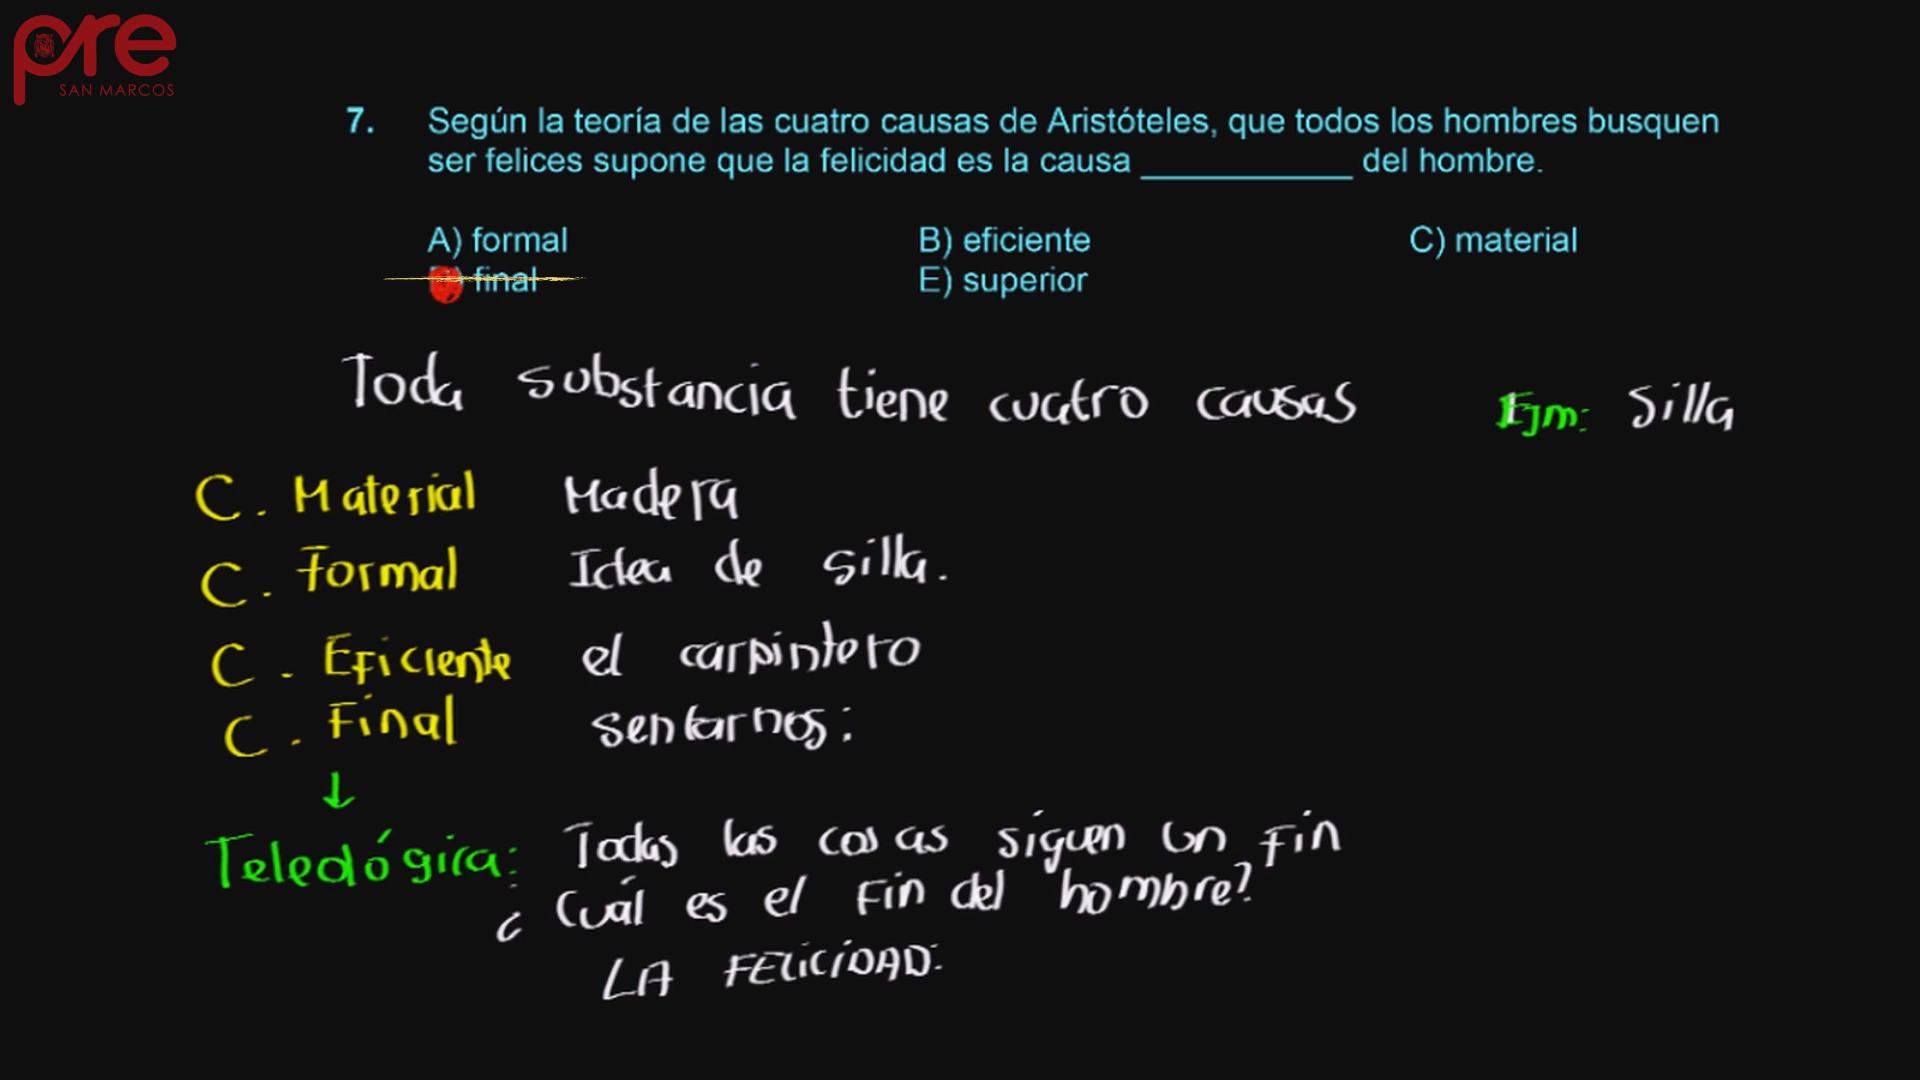 pre
SAN MARCOS
7. Según la teoría de las cuatro causas de Aristóteles, que todos los hombres busquen
ser felices supone que la felicidad es la causa ____________ del hombre.
A) formal B) eficiente C) material
D) final E) superior
Toda substancia tiene cuatro causas Ejm: Silla
C. Material Madera
C. Formal Idea de silla.
C. Eficiente el carpintero
C. Final sentarnos:
↓
Teleológica: Todas las cosas siguen un fin
¿Cuál es el Fin del hombre?
LA FELICIDAD: